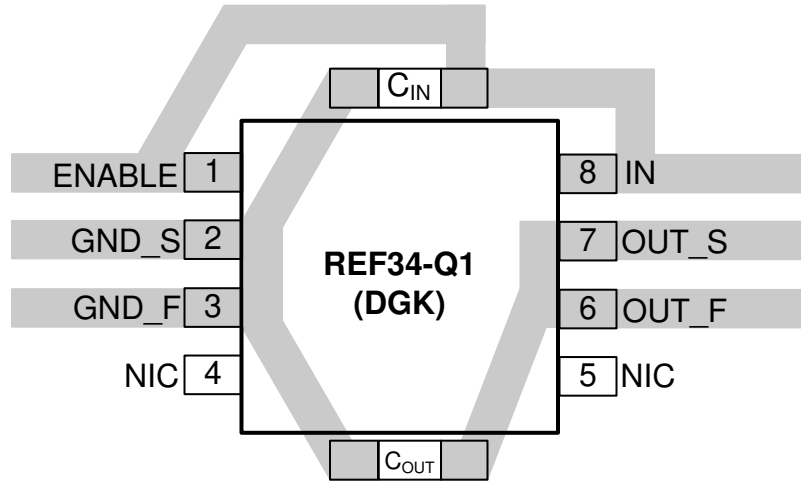 C_IN
ENABLE 1 8 IN
GND_S 2 7 OUT_S
REF34-Q1
(DGK)
GND_F 3 6 OUT_F
NIC 4 5 NIC
C_OUT